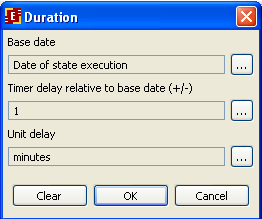 Duration
Base date
Date of state execution
...
Timer delay relative to base date (+/-)
1
...
Unit delay
minutes
...
Clear OK Cancel